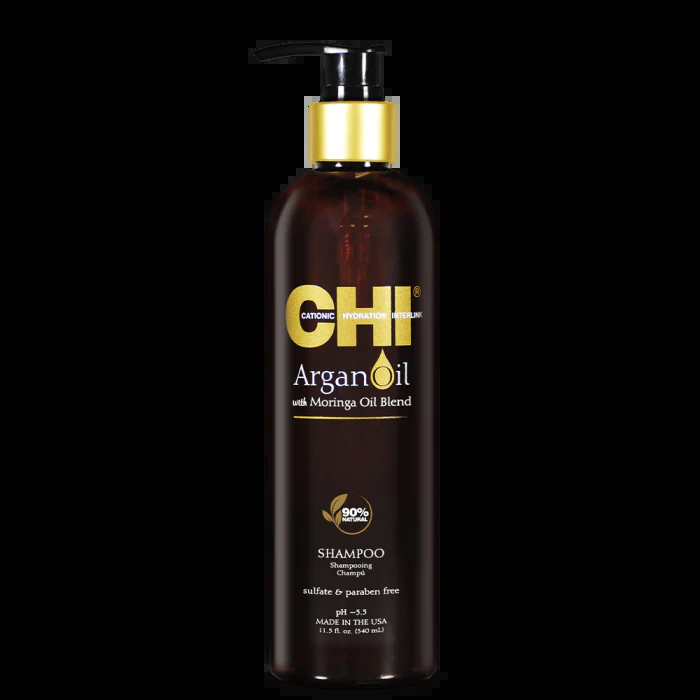 CHI®
CATIONIC HYDRATION INTERLINK
Argan Oil
with Moringa Oil Blend
90%
NATURAL
SHAMPOO
Shampooing
Champú
sulfate & paraben free
pH ~5.5
MADE IN THE USA
11.5 fl. oz. (340 mL)